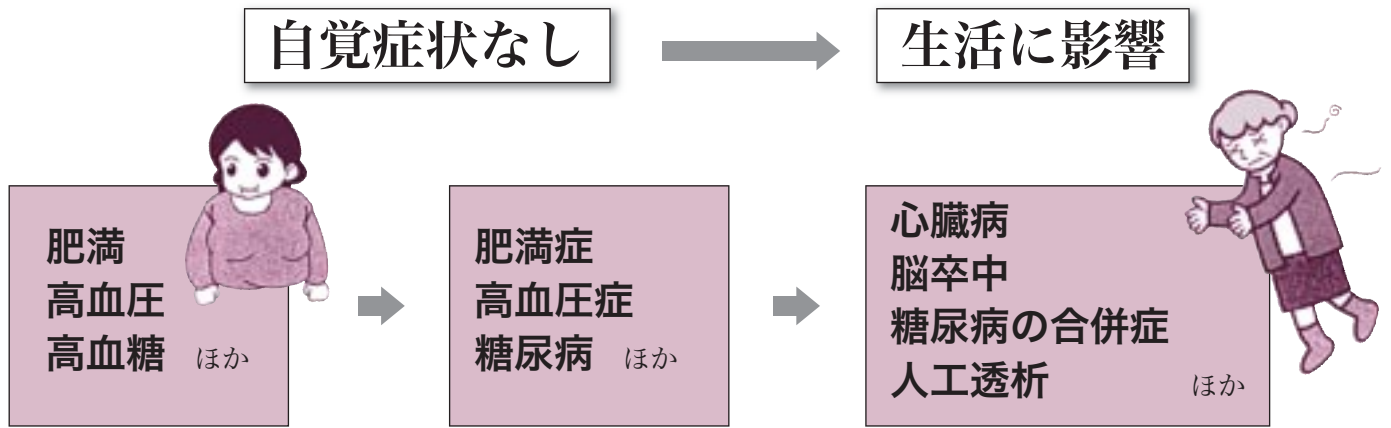 自覚症状なし
生活に影響
肥満
高血圧
高血糖 ほか
肥満症
高血圧症
糖尿病 ほか
心臓病
脳卒中
糖尿病の合併症
人工透析 ほか